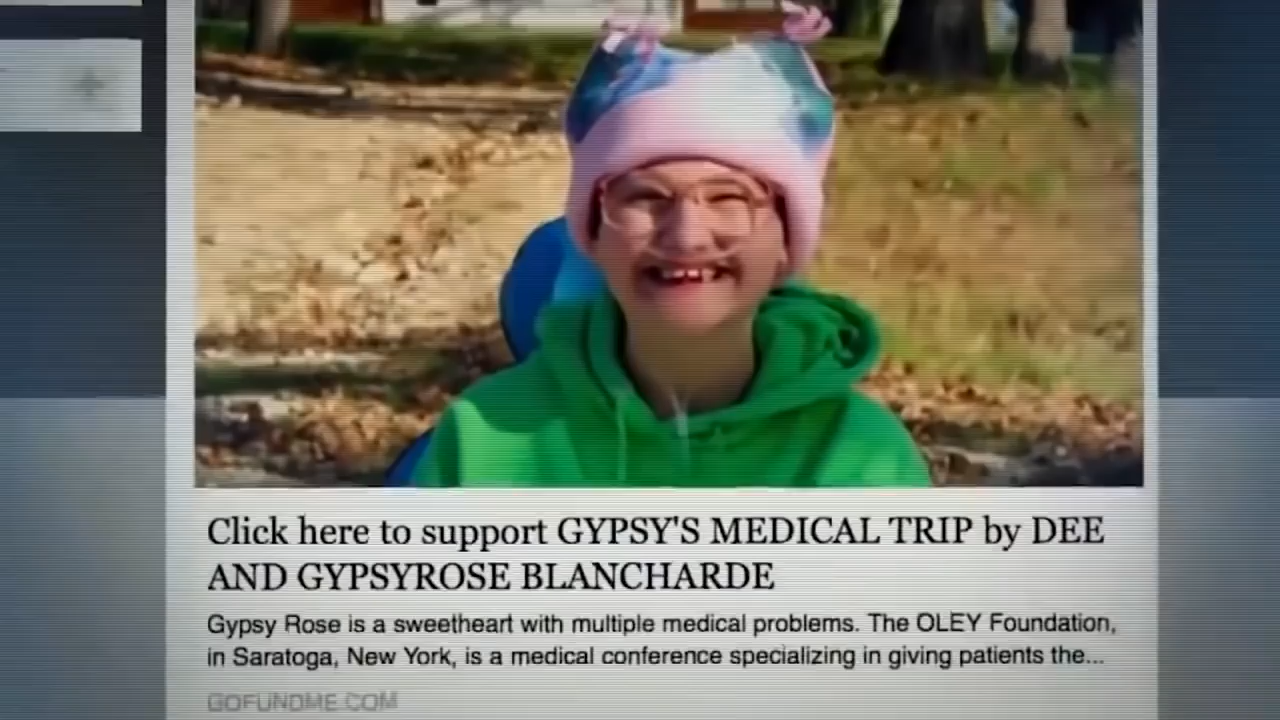 Click here to support GYPSY'S MEDICAL TRIP by DEE
AND GYPSYROSE BLANCHARDE
Gypsy Rose is a sweetheart with multiple medical problems. The OLEY Foundation,
in Saratoga, New York, is a medical conference specializing in giving patients the...
GOFUNDME.COM